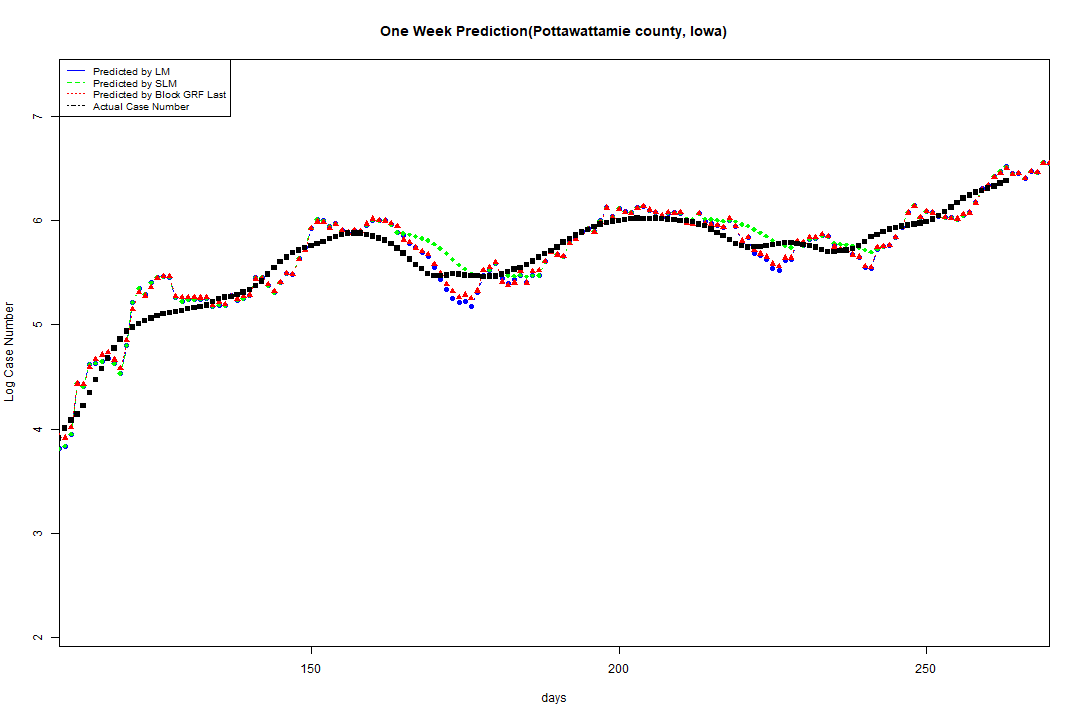 One Week Prediction(Pottawattamie county, Iowa)
Predicted by LM
Predicted by SLM
Predicted by Block GRF Last
Actual Case Number
Log Case Number
7
6
5
4
3
2
150
200
250
days